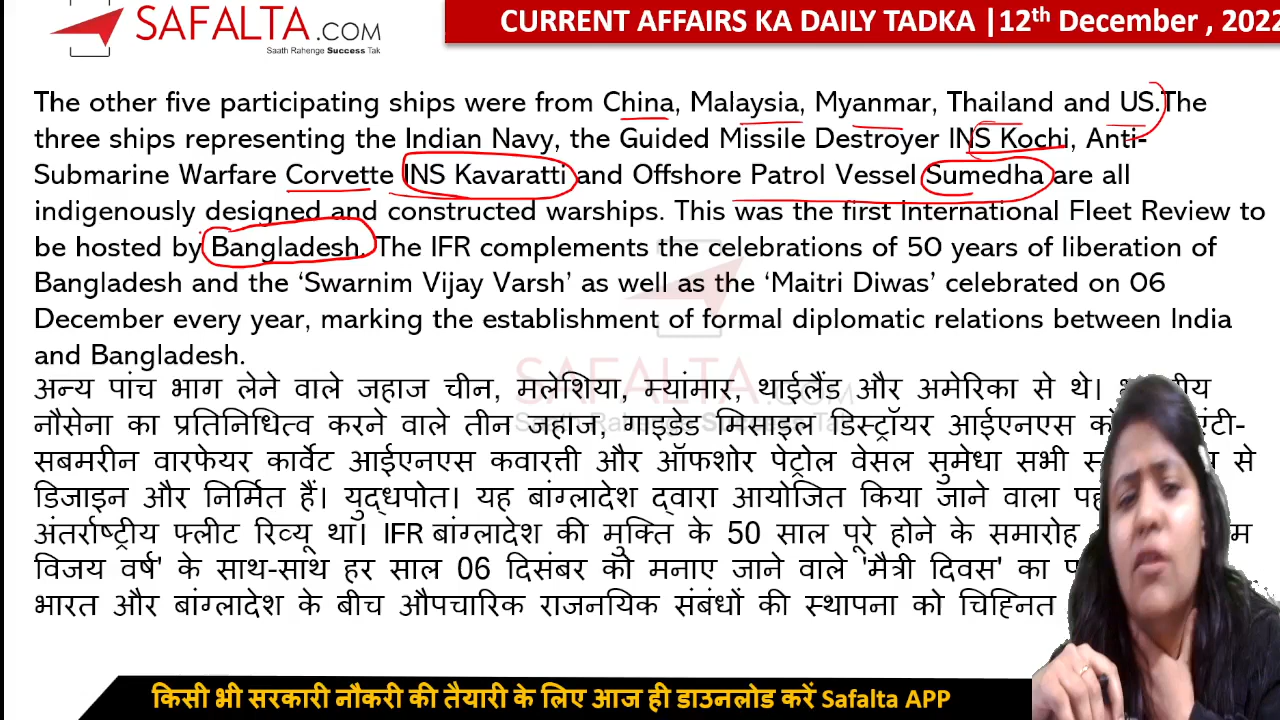 SAFALTA.COM
Saath Rahenge Success Tak
CURRENT AFFAIRS KA DAILY TADKA |12th December , 2022
The other five participating ships were from China, Malaysia, Myanmar, Thailand and US.The
three ships representing the Indian Navy, the Guided Missile Destroyer INS Kochi, Anti-
Submarine Warfare Corvette INS Kavaratti and Offshore Patrol Vessel Sumedha are all
indigenously designed and constructed warships. This was the first International Fleet Review to
be hosted by Bangladesh. The IFR complements the celebrations of 50 years of liberation of
Bangladesh and the ‘Swarnim Vijay Varsh’ as well as the ‘Maitri Diwas’ celebrated on 06
December every year, marking the establishment of formal diplomatic relations between India
and Bangladesh.
अन्य पांच भाग लेने वाले जहाज चीन, मलेशिया, म्यांमार, थाईलैंड और अमेरिका से थे।
नौसेना का प्रतिनिधित्व करने वाले तीन जहाज, गाइडेड मिसाइल डिस्ट्रॉयर आईएनएस
सबमरीन वारफेयर कार्वेट आईएनएस कवारत्ती और ऑफशोर पेट्रोल वेसल सुमेधा सभी से
डिजाइन और निर्मित हैं। युद्धपोत। यह बांग्लादेश द्वारा आयोजित किया जाने वाला
अंतर्राष्ट्रीय फ्लीट रिव्यू था। IFR बांग्लादेश की मुक्ति के 50 साल पूरे होने के समारोह
विजय वर्ष' के साथ-साथ हर साल 06 दिसंबर को मनाए जाने वाले 'मैत्री दिवस' का
भारत और बांग्लादेश के बीच औपचारिक राजनयिक संबंधों की स्थापना को चिह्नित
SAFALTA.COM
Saath Rahenge Success Tak
किसी भी सरकारी नौकरी की तैयारी के लिए आज ही डाउनलोड करें Safalta APP